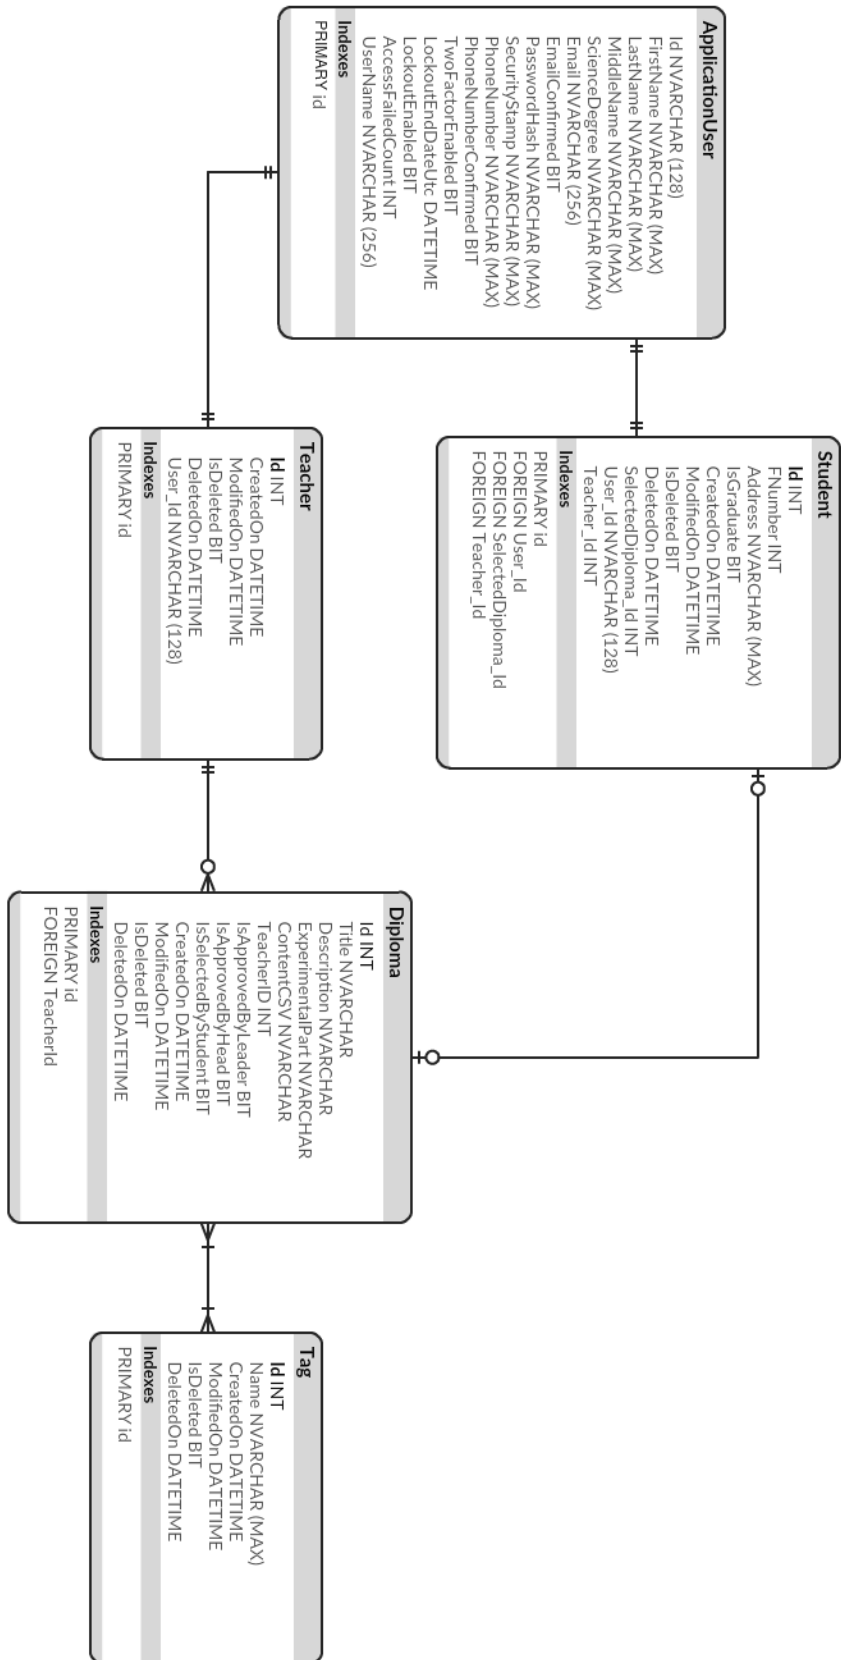 ApplicationUser
Id NVARCHAR (128)
FirstName NVARCHAR (MAX)
LastName NVARCHAR (MAX)
MiddleName NVARCHAR (MAX)
ScienceDegree NVARCHAR (MAX)
Email NVARCHAR (256)
EmailConfirmed BIT
PasswordHash NVARCHAR (MAX)
SecurityStamp NVARCHAR (MAX)
PhoneNumber NVARCHAR (MAX)
PhoneNumberConfirmed BIT
TwoFactorEnabled BIT
LockoutEndDateUtc DATETIME
LockoutEnabled BIT
AccessFailedCount INT
UserName NVARCHAR (256)
Indexes
PRIMARY id
Student
Id INT
FNumber INT
Address NVARCHAR (MAX)
IsGraduate BIT
CreatedOn DATETIME
ModifiedOn DATETIME
IsDeleted BIT
DeletedOn DATETIME
SelectedDiploma_Id INT
User_Id NVARCHAR (128)
Teacher_Id INT
Indexes
PRIMARY id
FOREIGN User_Id
FOREIGN SelectedDiploma_Id
FOREIGN Teacher_Id
Teacher
Id INT
CreatedOn DATETIME
ModifiedOn DATETIME
IsDeleted BIT
DeletedOn DATETIME
User_Id NVARCHAR (128)
Indexes
PRIMARY id
Diploma
Id INT
Title NVARCHAR
Description NVARCHAR
ExperimentalPart NVARCHAR
ContentCSV NVARCHAR
TeacherID INT
IsApprovedByLeader BIT
IsApprovedByHead BIT
IsSelectedByStudent BIT
CreatedOn DATETIME
ModifiedOn DATETIME
IsDeleted BIT
DeletedOn DATETIME
Indexes
PRIMARY id
FOREIGN TeacherId
Tag
Id INT
Name NVARCHAR (MAX)
CreatedOn DATETIME
ModifiedOn DATETIME
IsDeleted BIT
DeletedOn DATETIME
Indexes
PRIMARY id